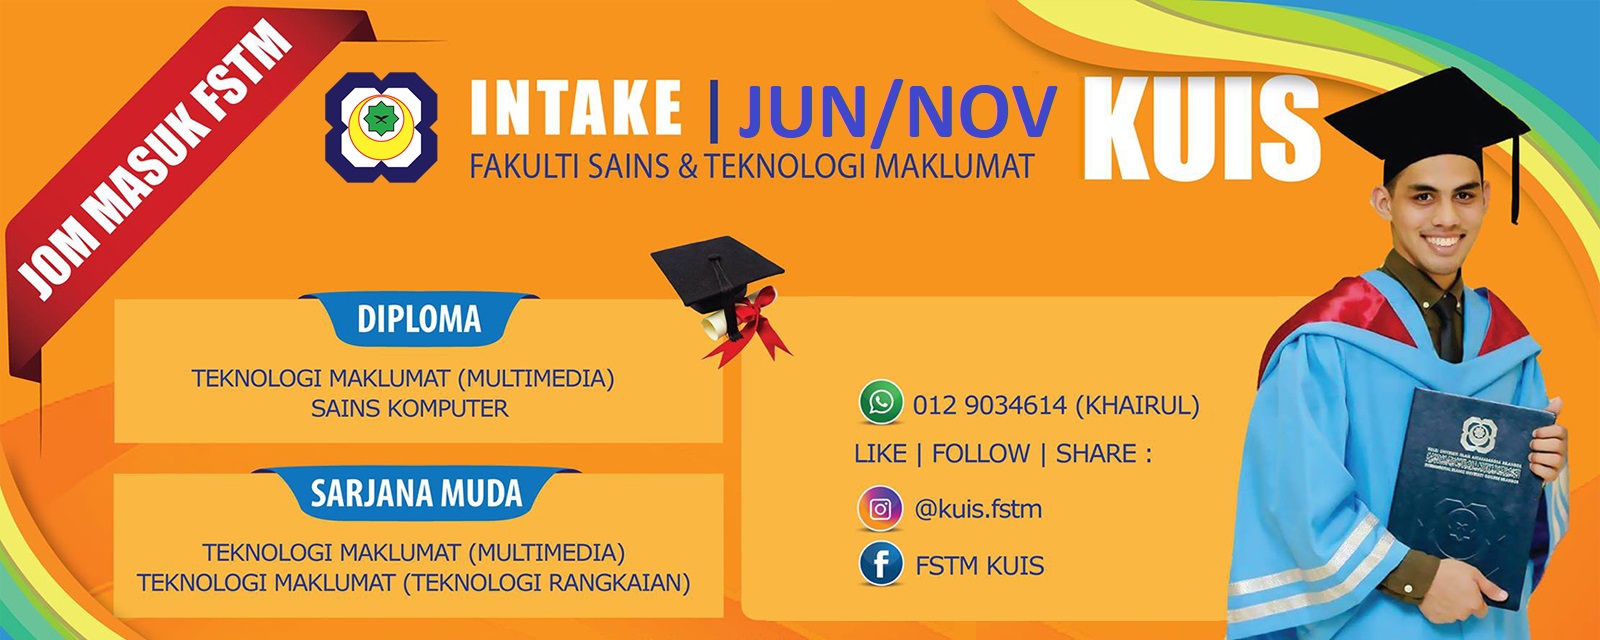 JOM MASUK FSTM
INTAKE | JUN/NOV KUIS
FAKULTI SAINS & TEKNOLOGI MAKLUMAT
DIPLOMA
TEKNOLOGI MAKLUMAT (MULTIMEDIA)
SAINS KOMPUTER
SARJANA MUDA
TEKNOLOGI MAKLUMAT (MULTIMEDIA)
TEKNOLOGI MAKLUMAT (TEKNOLOGI RANGKAIAN)
012 9034614 (KHAIRUL)
LIKE | FOLLOW | SHARE :
@kuis.fstm
FSTM KUIS